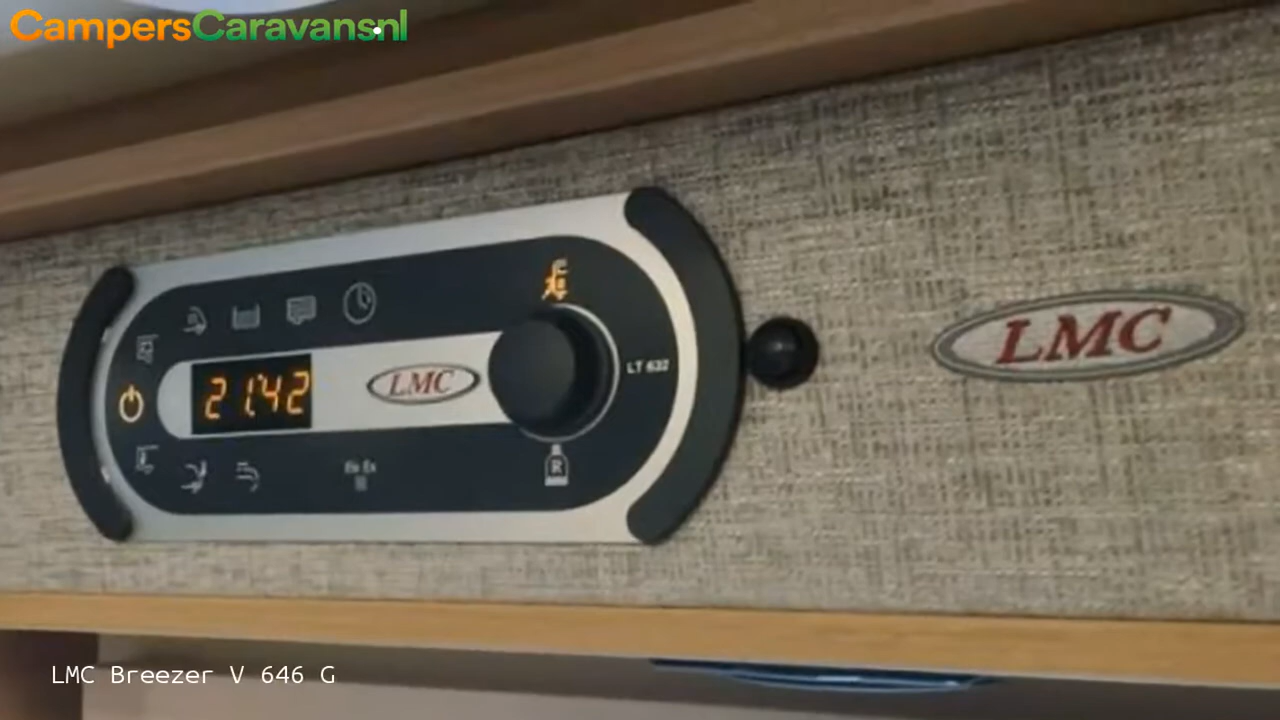 CampersCaravans.nl
21:42
LMC
LT 632
R
LMC
LMC Breezer V 646 G